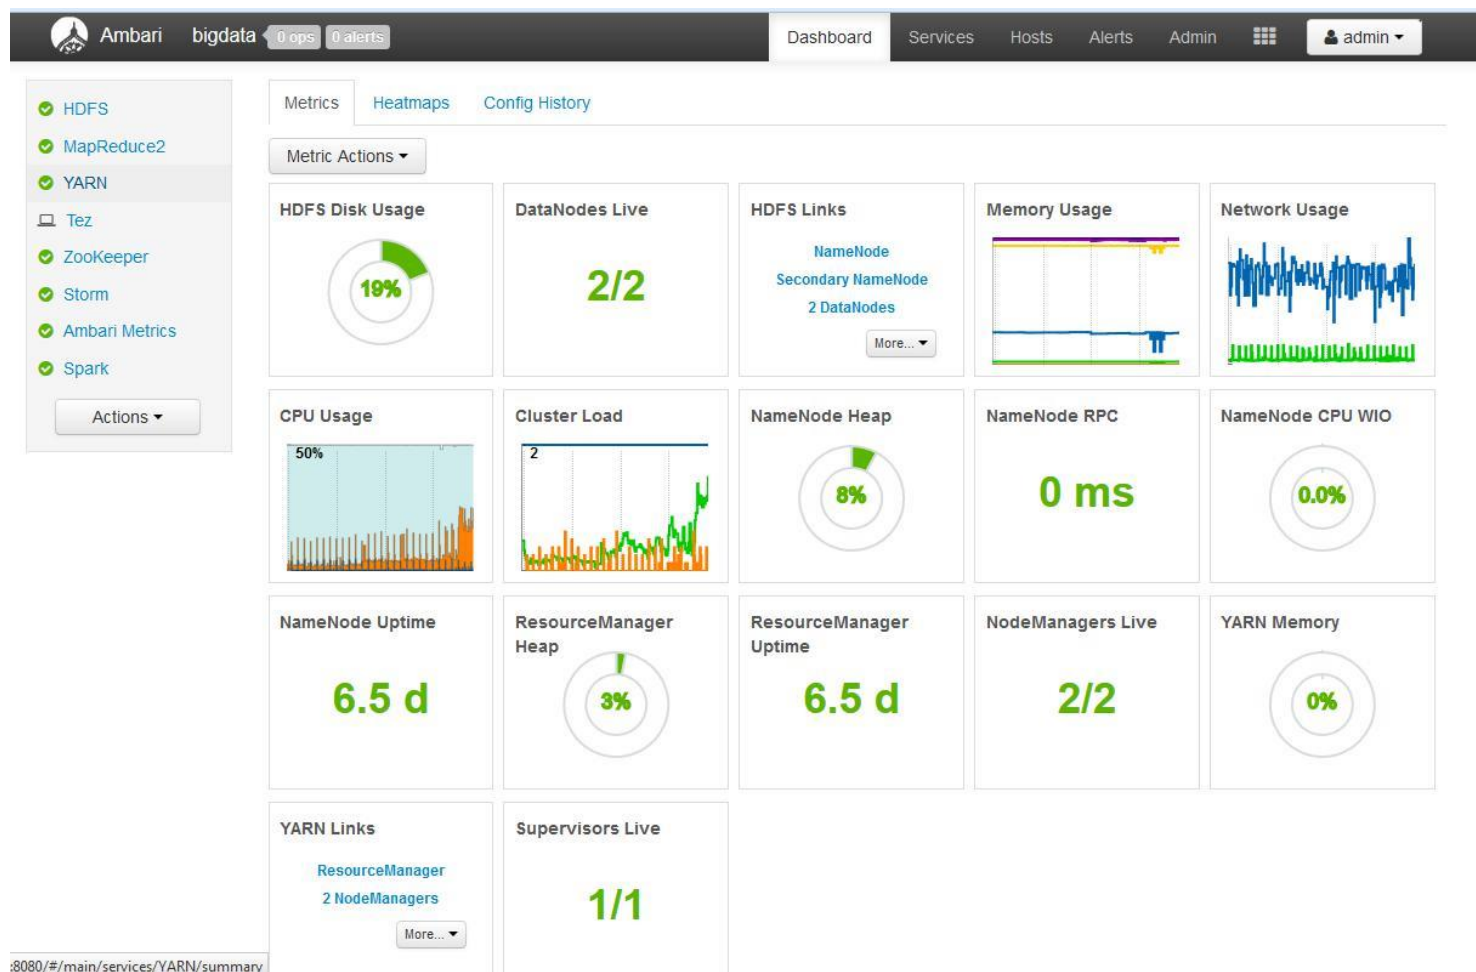 Ambari bigdata 0 ops 0 alerts Dashboard Services Hosts Alerts Admin admin
HDFS
MapReduce2
YARN
Tez
ZooKeeper
Storm
Ambari Metrics
Spark
Actions
Metrics Heatmaps Config History
Metric Actions
HDFS Disk Usage
19%
DataNodes Live
2/2
HDFS Links
NameNode
Secondary NameNode
2 DataNodes
More...
Memory Usage
Network Usage
CPU Usage
50%
Cluster Load
2
NameNode Heap
8%
NameNode RPC
0 ms
NameNode CPU WIO
0.0%
NameNode Uptime
6.5 d
ResourceManager
Heap
3%
ResourceManager
Uptime
6.5 d
NodeManagers Live
2/2
YARN Memory
0%
YARN Links
ResourceManager
2 NodeManagers
More...
Supervisors Live
1/1
:8080/#/main/services/YARN/summary